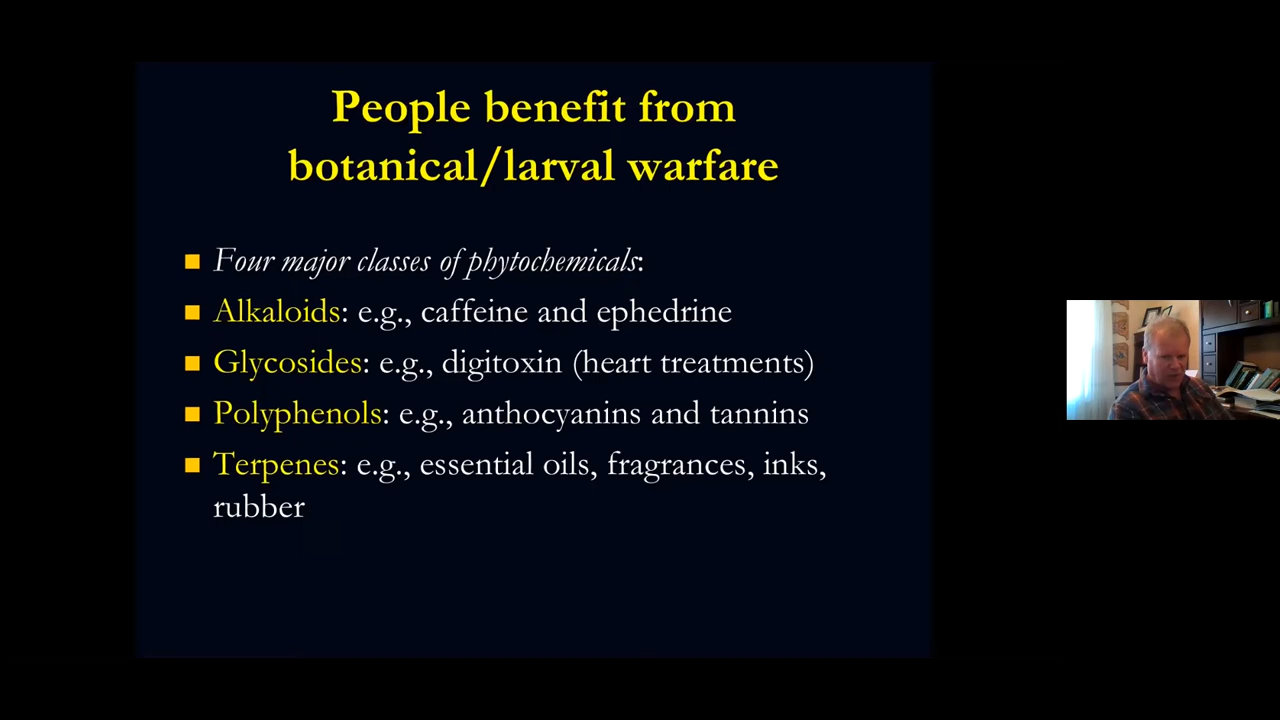 People benefit from
botanical/larval warfare
Four major classes of phytochemicals:
Alkaloids: e.g., caffeine and ephedrine
Glycosides: e.g., digitoxin (heart treatments)
Polyphenols: e.g., anthocyanins and tannins
Terpenes: e.g., essential oils, fragrances, inks,
rubber